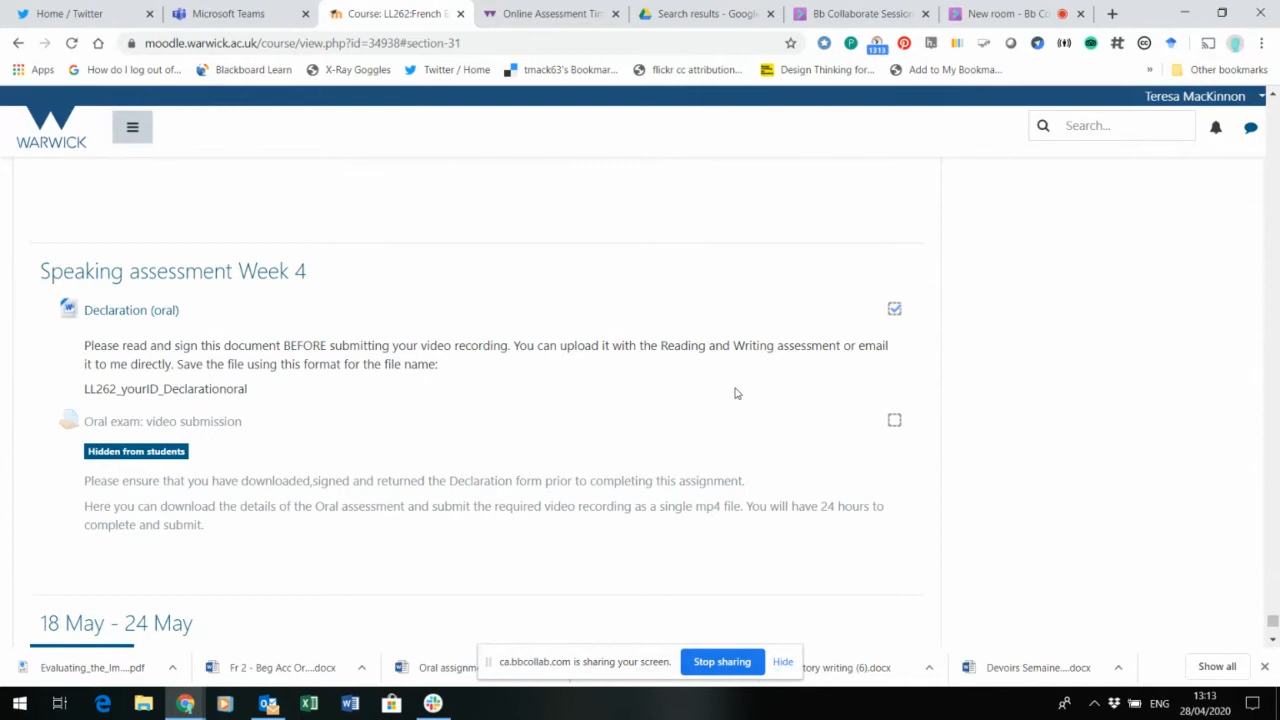 Home / Twitter
Microsoft Teams
Course: LL262:French E
Online Assessment Tim
Search results - Google
Bb Collaborate Session
New room - Bb Co
moodle.warwick.ac.uk/course/view.php?id=34938#section-31
1313
Apps
How do I log out of...
Blackboard Learn
X-Ray Goggles
Twitter / Home
tmack63's Bookmar...
flickr cc attribution...
Design Thinking for...
Add to My Bookma...
»
Other bookmarks
Teresa MacKinnon
WARWICK
Search...
Speaking assessment Week 4
Declaration (oral)
Please read and sign this document BEFORE submitting your video recording. You can upload it with the Reading and Writing assessment or email
it to me directly. Save the file using this format for the file name:
LL262_yourID_Declarationoral
Oral exam: video submission
Hidden from students
Please ensure that you have downloaded,signed and returned the Declaration form prior to completing this assignment.
Here you can download the details of the Oral assessment and submit the required video recording as a single mp4 file. You will have 24 hours to
complete and submit.
18 May - 24 May
Evaluating_the_Im....pdf
Fr 2 - Beg Acc Or....docx
Oral assignm
ca.bbcollab.com is sharing your screen.
Stop sharing
Hide
tory writing (6).docx
Devoirs Semaine....docx
Show all
ENG
13:13
28/04/2020